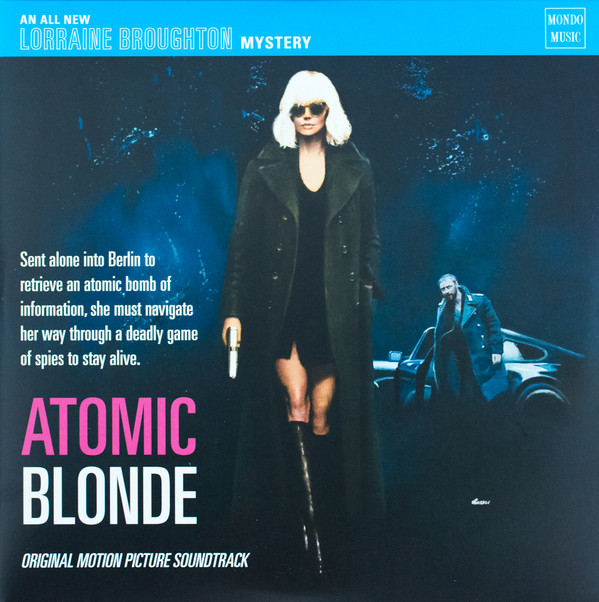 AN ALL NEW
LORRAINE BROUGHTON MYSTERY
MONDO
MUSIC
Sent alone into Berlin to
retrieve an atomic bomb of
information, she must navigate
her way through a deadly game
of spies to stay alive.
ATOMIC
BLONDE
ORIGINAL MOTION PICTURE SOUNDTRACK